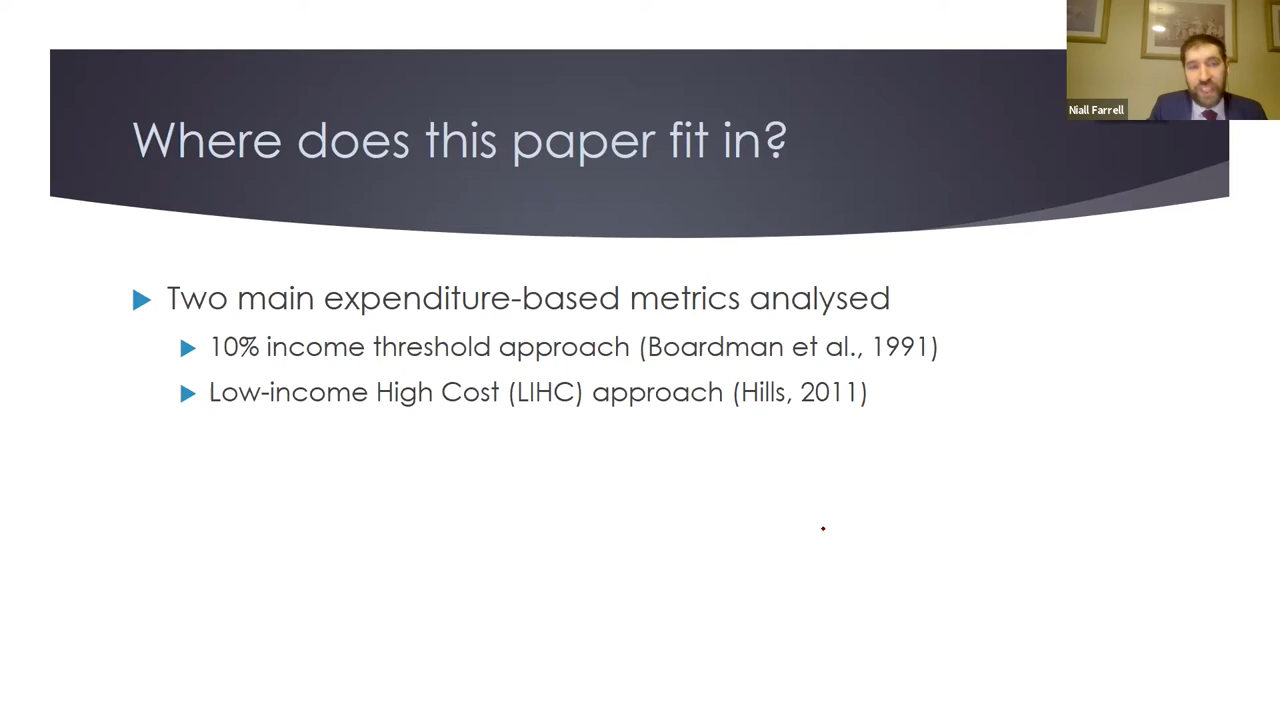 Where does this paper fit in?
Niall Farrell
Two main expenditure-based metrics analysed
10% income threshold approach (Boardman et al., 1991)
Low-income High Cost (LIHC) approach (Hills, 2011)